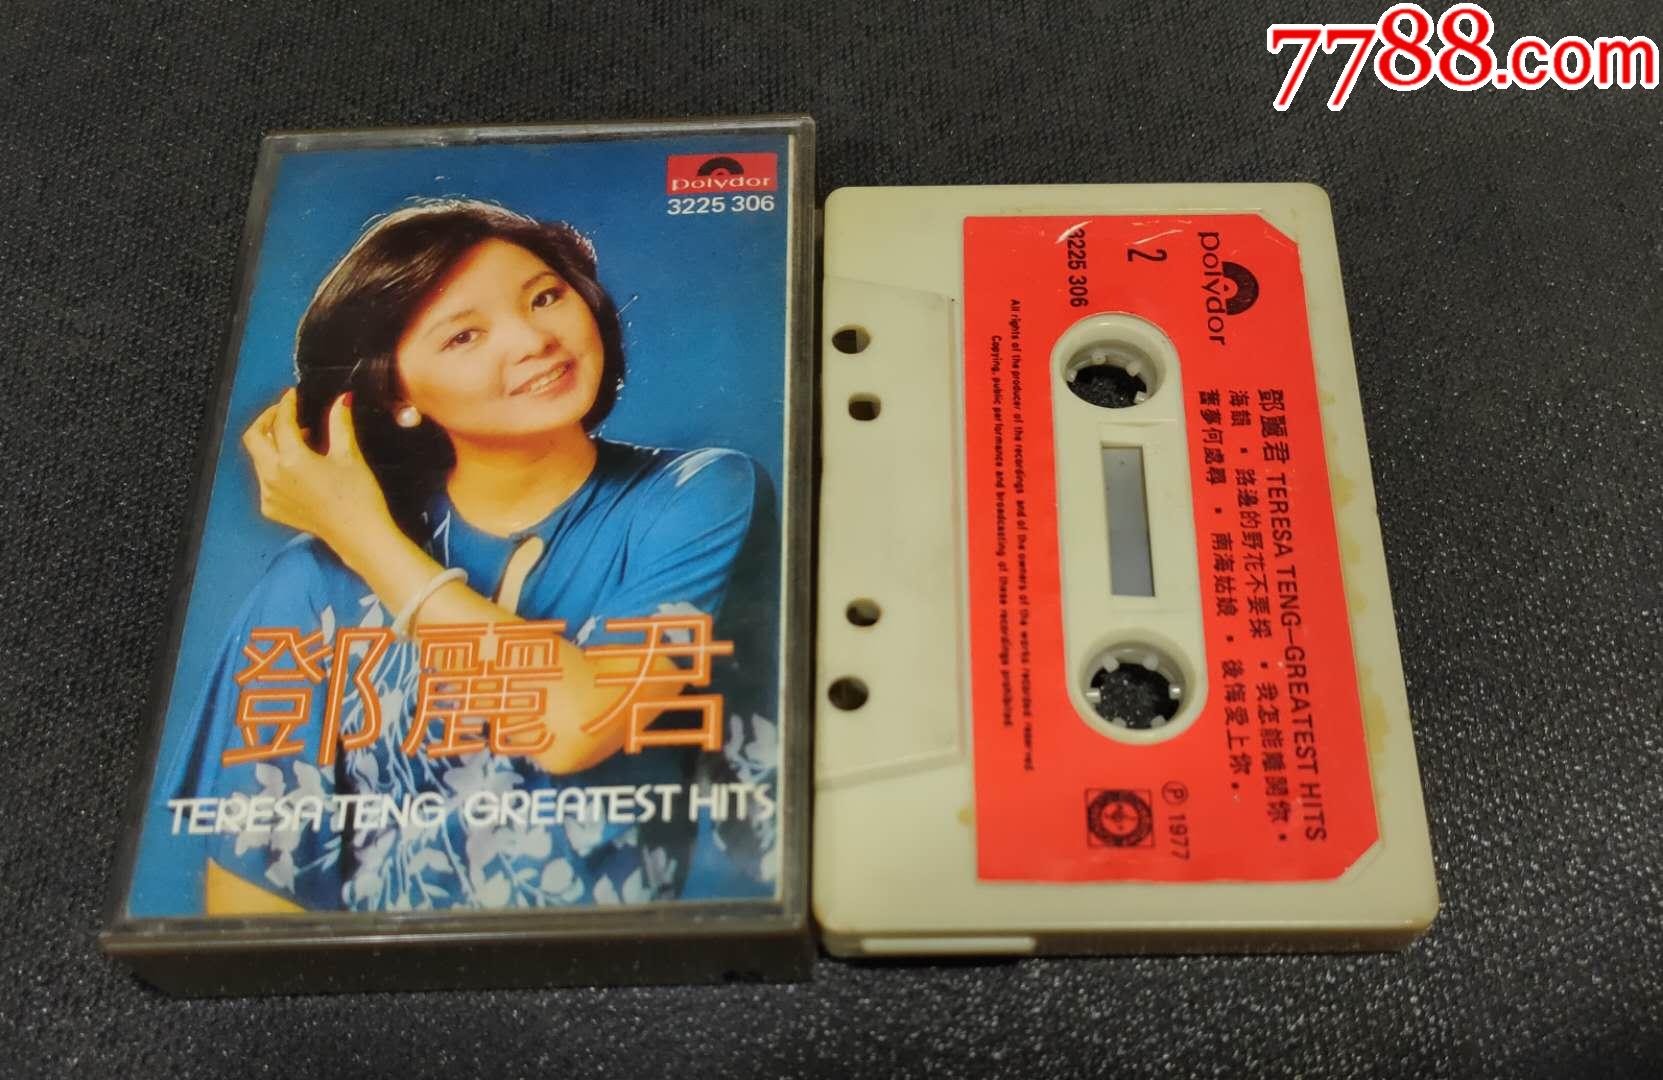 7788.com
polydor
3225 306
鄧麗君
TERESA TENG GREATEST HITS
polydor
2
3225 306
鄧麗君 TERESA TENG—GREATEST HITS
海韻 · 路邊的野花不要採 · 我怎能離開你 ·
舊夢何處尋 · 南海姑娘 · 後悔愛上你 ·
All rights of the producer of the recordings and of the owners of the works recorded reserved
Copying, public performance and broadcasting of these recordings prohibited.
Ⓟ 1977